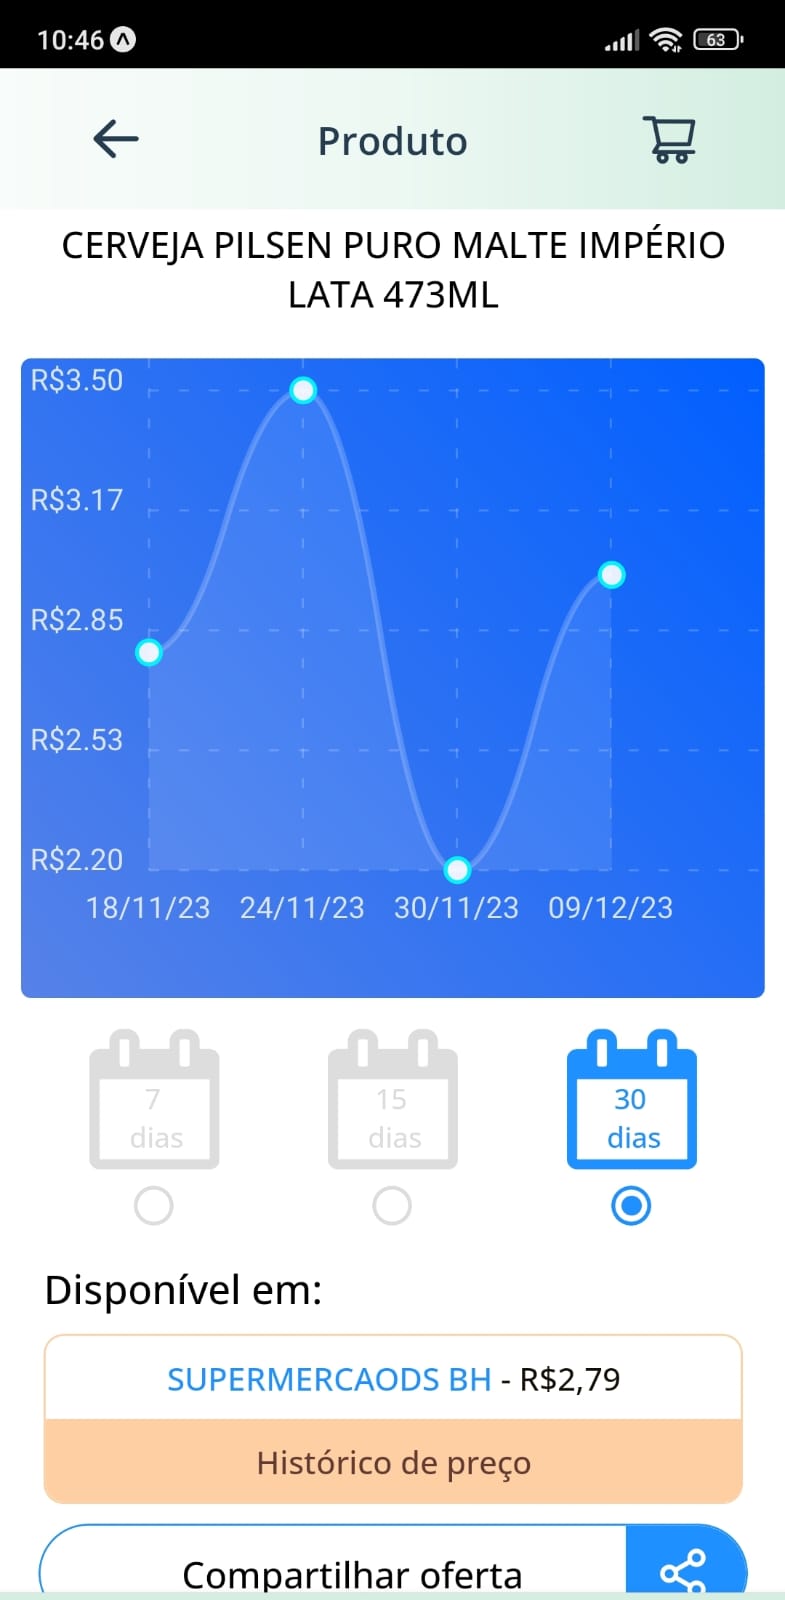 10:46
63
Produto
CERVEJA PILSEN PURO MALTE IMPÉRIO
LATA 473ML
R$3.50
R$3.17
R$2.85
R$2.53
R$2.20
18/11/23 24/11/23 30/11/23 09/12/23
7 15 30
dias dias dias
Disponível em:
SUPERMERCAODS BH - R$2,79
Histórico de preço
Compartilhar oferta